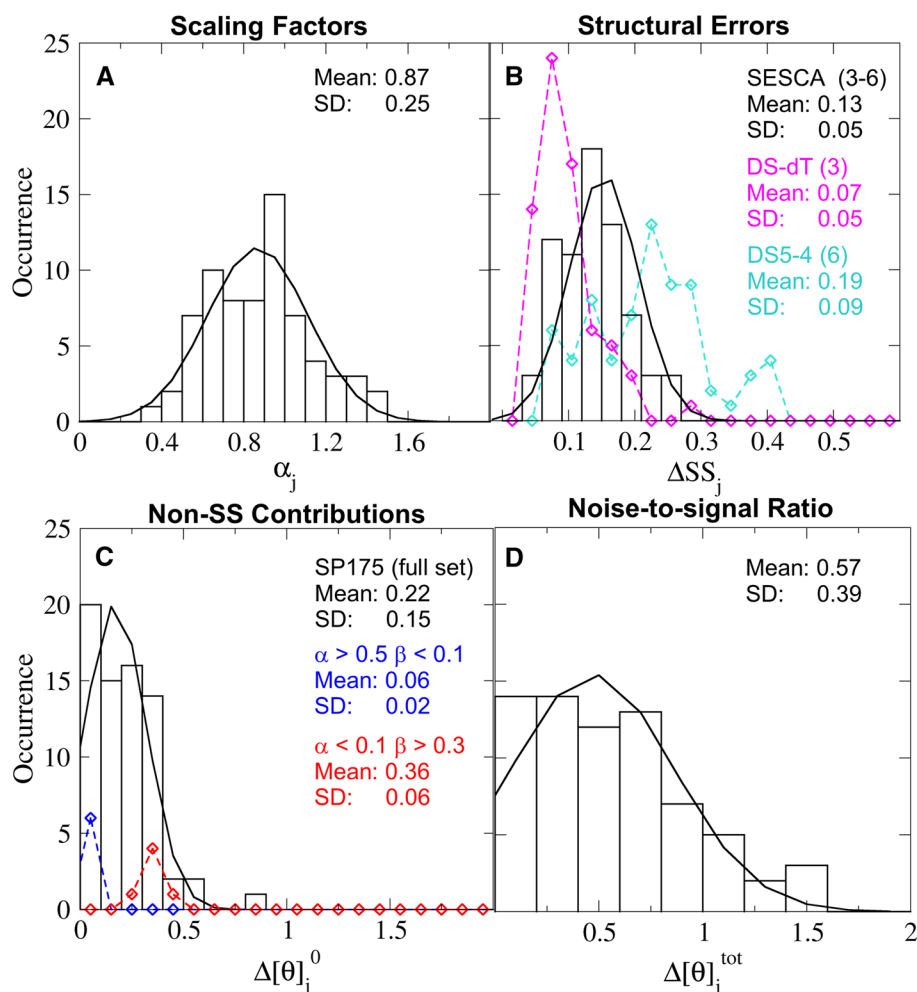 Scaling Factors
A
Mean: 0.87
SD: 0.25
Occurrence
25
20
15
10
5
0
0 0.4 0.8 1.2 1.6
αj
Structural Errors
B
SESCA (3-6)
Mean: 0.13
SD: 0.05
DS-dT (3)
Mean: 0.07
SD: 0.05
DS5-4 (6)
Mean: 0.19
SD: 0.09
0.1 0.2 0.3 0.4 0.5
ΔSSj
Non-SS Contributions
C
SP175 (full set)
Mean: 0.22
SD: 0.15
α > 0.5 β < 0.1
Mean: 0.06
SD: 0.02
α < 0.1 β > 0.3
Mean: 0.36
SD: 0.06
Occurrence
25
20
15
10
5
0
0 0.5 1 1.5
Δ[θ]j0
Noise-to-signal Ratio
D
Mean: 0.57
SD: 0.39
0.5 1 1.5 2
Δ[θ]jtot